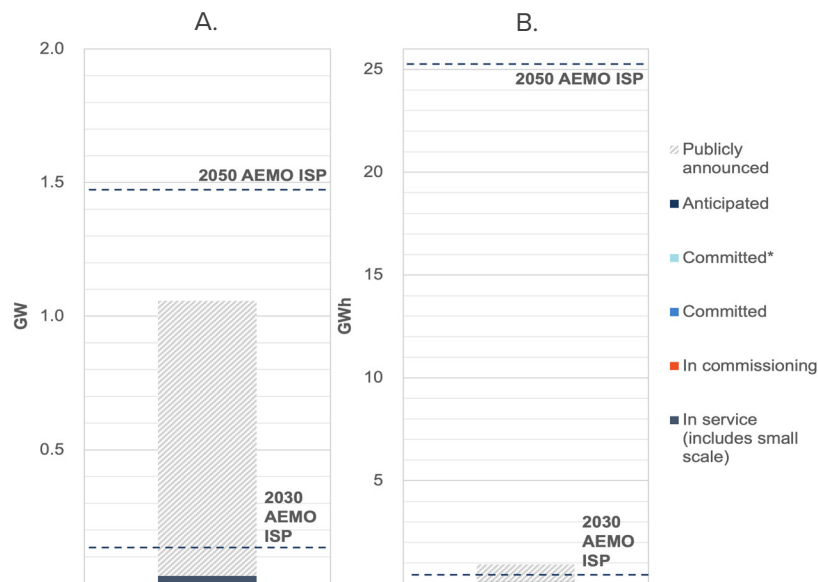 A.
2.0
1.5
1.0
0.5
GW
2050 AEMO ISP
2030
AEMO
ISP
B.
25
20
15
10
5
GWh
2050 AEMO ISP
2030
AEMO
ISP
Publicly
announced
Anticipated
Committed*
Committed
In commissioning
In service
(includes small
scale)